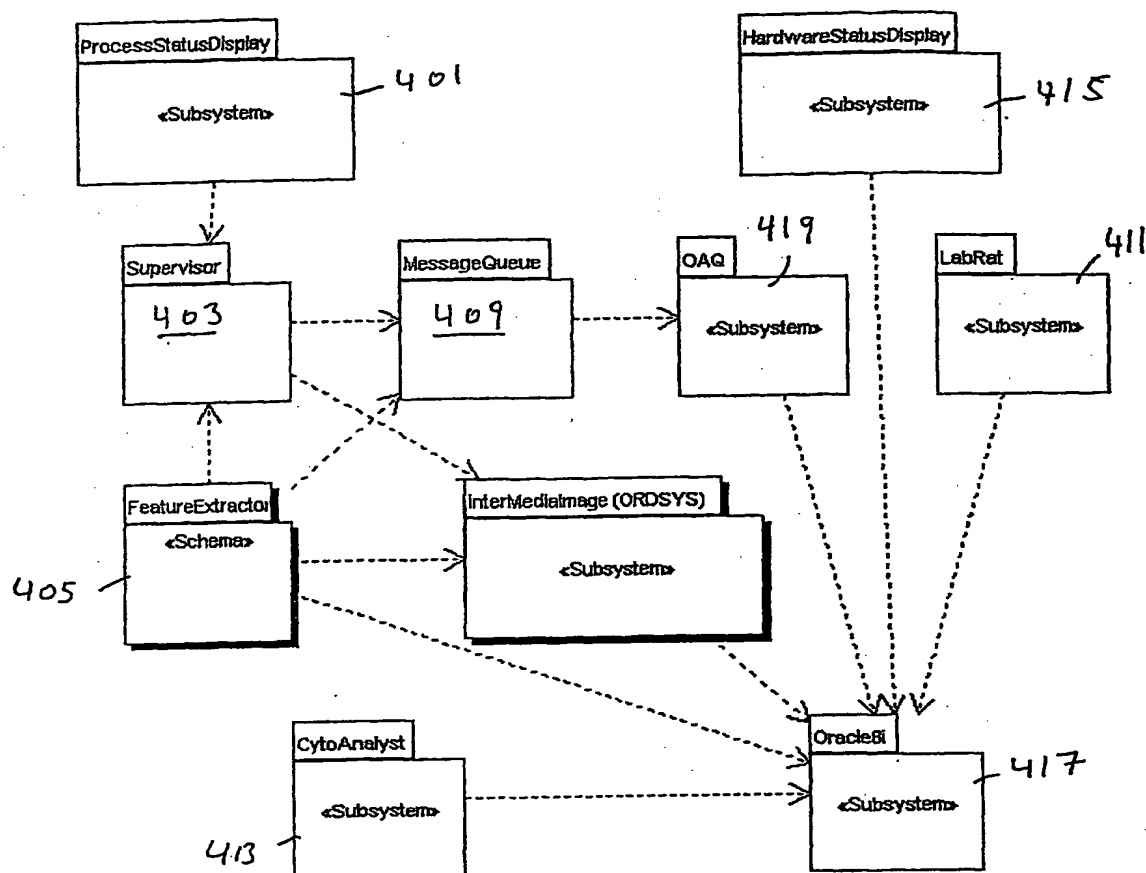 ProcessStatusDisplay
«Subsystem»
401
HardwareStatusDisplay
«Subsystem»
415
Supervisor
403
MessageQueue
409
OAQ
419
«Subsystem»
LabRat
411
«Subsystem»
FeatureExtractor
«Schema»
405
InterMediaImage (ORDSYS)
«Subsystem»
CytoAnalyst
«Subsystem»
413
Oracle8i
«Subsystem»
417